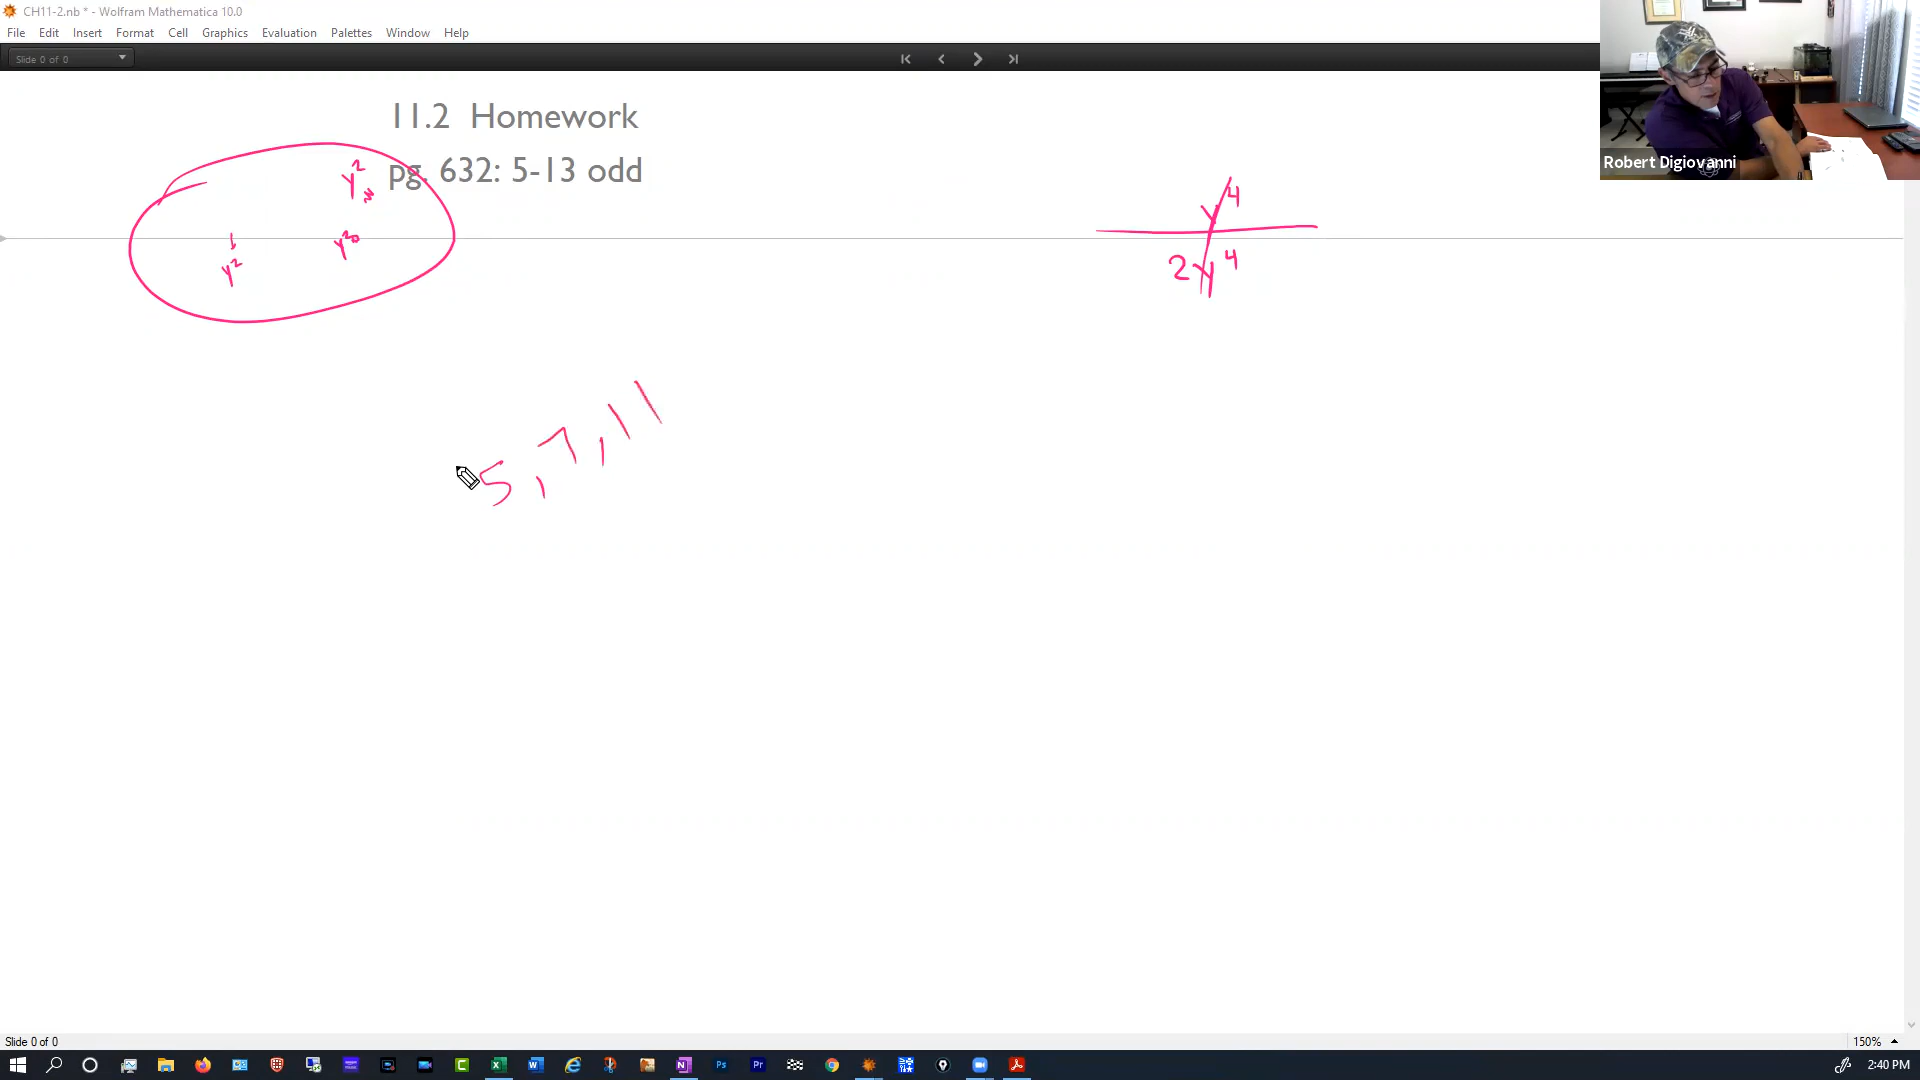 CH11-2.nb * - Wolfram Mathematica 10.0
File Edit Insert Format Cell Graphics Evaluation Palettes Window Help
Slide 0 of 0
11.2 Homework
pg. 632: 5-13 odd
Robert Digiovanni
y²
y²
y²⁰
y⁴
2y⁴
5, 7, 11
Slide 0 of 0
150%
2:40 PM